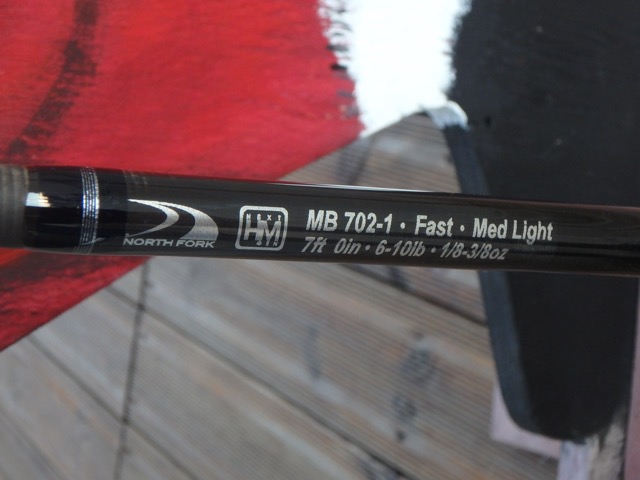 NORTH FORK
HM
MB 702-1 · Fast · Med Light
7ft 0in · 6-10lb · 1/8-3/8oz